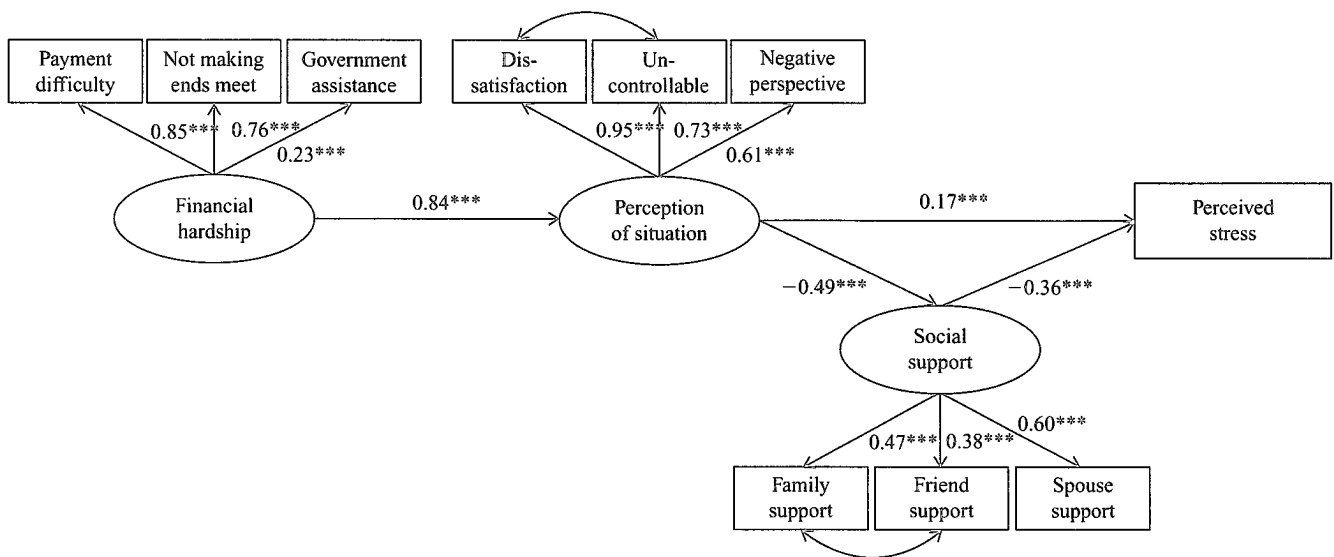 Payment
difficulty
Not making
ends meet
Government
assistance
Dis-
satisfaction
Un-
controllable
Negative
perspective
0.85***
0.76***
0.23***
0.95***
0.73***
0.61***
Financial
hardship
0.84***
Perception
of situation
0.17***
Perceived
stress
−0.49***
−0.36***
Social
support
0.47***
0.38***
0.60***
Family
support
Friend
support
Spouse
support